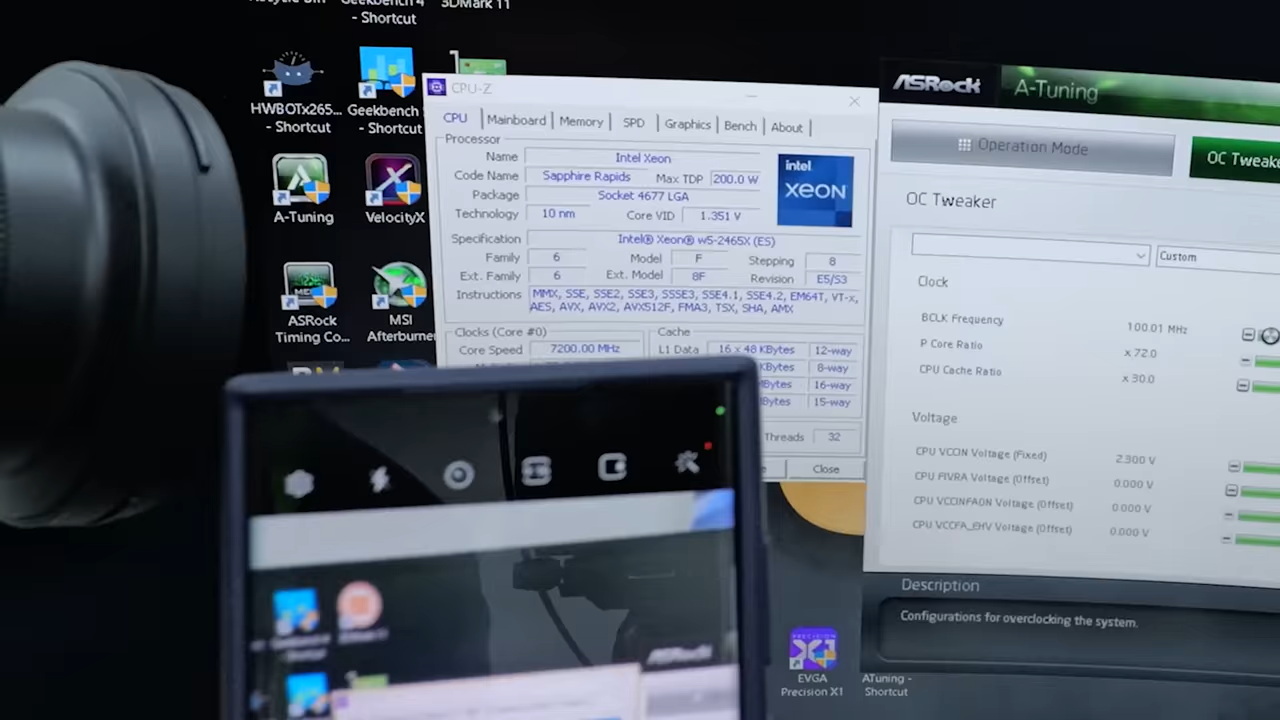 Geekbench 4
- Shortcut
3DMark 11
HWBOTx265...
- Shortcut
Geekbench
- Shortcut
A-Tuning
VelocityX
ASRock
Timing Co...
MSI
Afterburner
CPU-Z
CPU Mainboard Memory SPD Graphics Bench About
Processor
Name Intel Xeon
Code Name Sapphire Rapids Max TDP 200.0 W
Package Socket 4677 LGA
Technology 10 nm Core VID 1.351 V
Specification Intel® Xeon® w5-2465X (ES)
Family 6 Model F Stepping 8
Ext. Family 6 Ext. Model 8F Revision E5/S3
Instructions MMX, SSE, SSE2, SSE3, SSSE3, SSE4.1, SSE4.2, EM64T, VT-x,
AES, AVX, AVX2, AVX512F, FMA3, TSX, SHA, AMX
Clocks (Core #0) Cache
Core Speed 7200.00 MHz L1 Data 16 x 48 KBytes 12-way
KBytes 8-way
MBytes 16-way
MBytes 15-way
Threads 32
Close
intel
XEON
ASRock A-Tuning
Operation Mode OC Tweake
OC Tweaker
Custom
Clock
BCLK Frequency 100.01 MHz
P Core Ratio x 72.0
CPU Cache Ratio x 30.0
Voltage
CPU VCCIN Voltage (Fixed) 2.300 V
CPU FIVRA Voltage (Offset) 0.000 V
CPU VCCINFAON Voltage (Offset) 0.000 V
CPU VCCFA_EHV Voltage (Offset) 0.000 V
Description
Configurations for overclocking the system.
PRECISION
X1
EVGA
Precision X1
ATuning -
Shortcut
ASRock